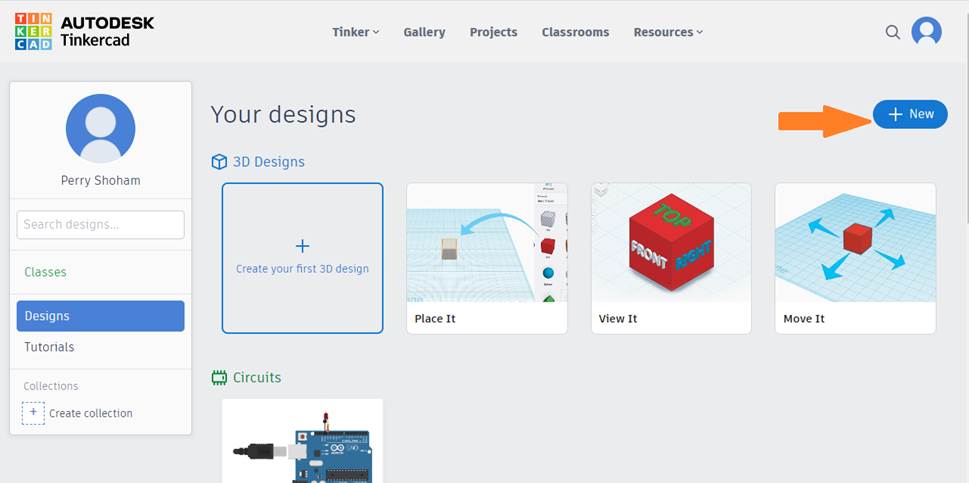 TIN
KER
CAD
AUTODESK
Tinkercad
Tinker
Gallery
Projects
Classrooms
Resources
Perry Shoham
Search designs...
Classes
Designs
Tutorials
Collections
+ Create collection
Your designs
+ New
3D Designs
+
Create your first 3D design
Place It
TOP
FRONT
RIGHT
View It
Move It
Circuits
ARDUINO